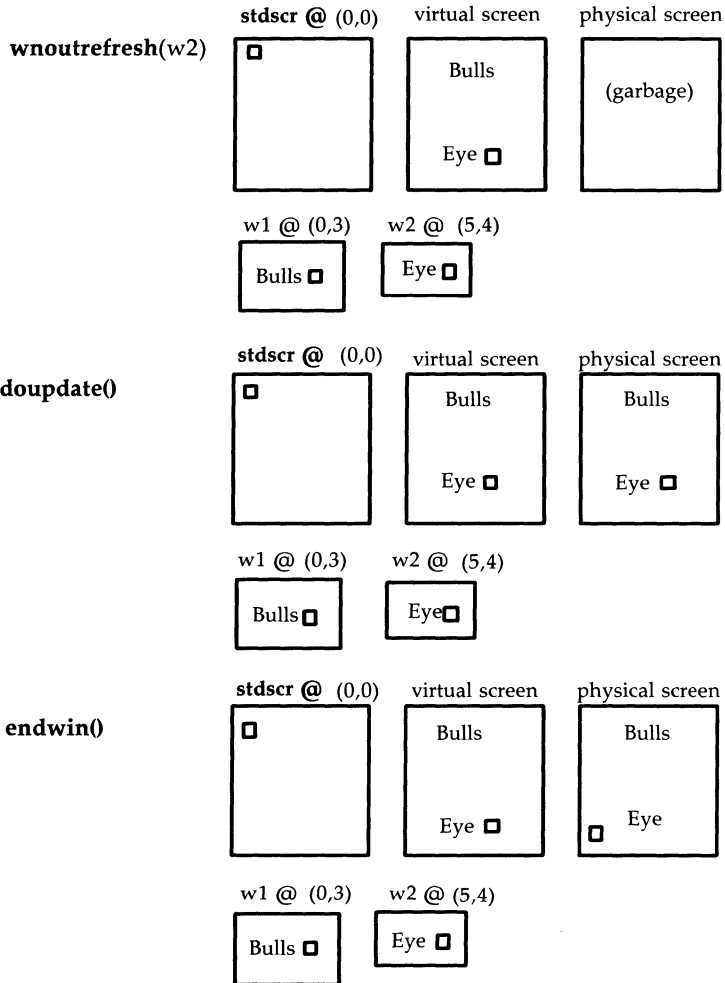 stdscr @ (0,0) virtual screen physical screen
wnoutrefresh(w2)
Bulls
(garbage)
Eye
w1 @ (0,3) w2 @ (5,4)
Bulls Eye
stdscr @ (0,0) virtual screen physical screen
doupdate()
Bulls Bulls
Eye Eye
w1 @ (0,3) w2 @ (5,4)
Bulls Eye
stdscr @ (0,0) virtual screen physical screen
endwin()
Bulls Bulls
Eye Eye
w1 @ (0,3) w2 @ (5,4)
Bulls Eye